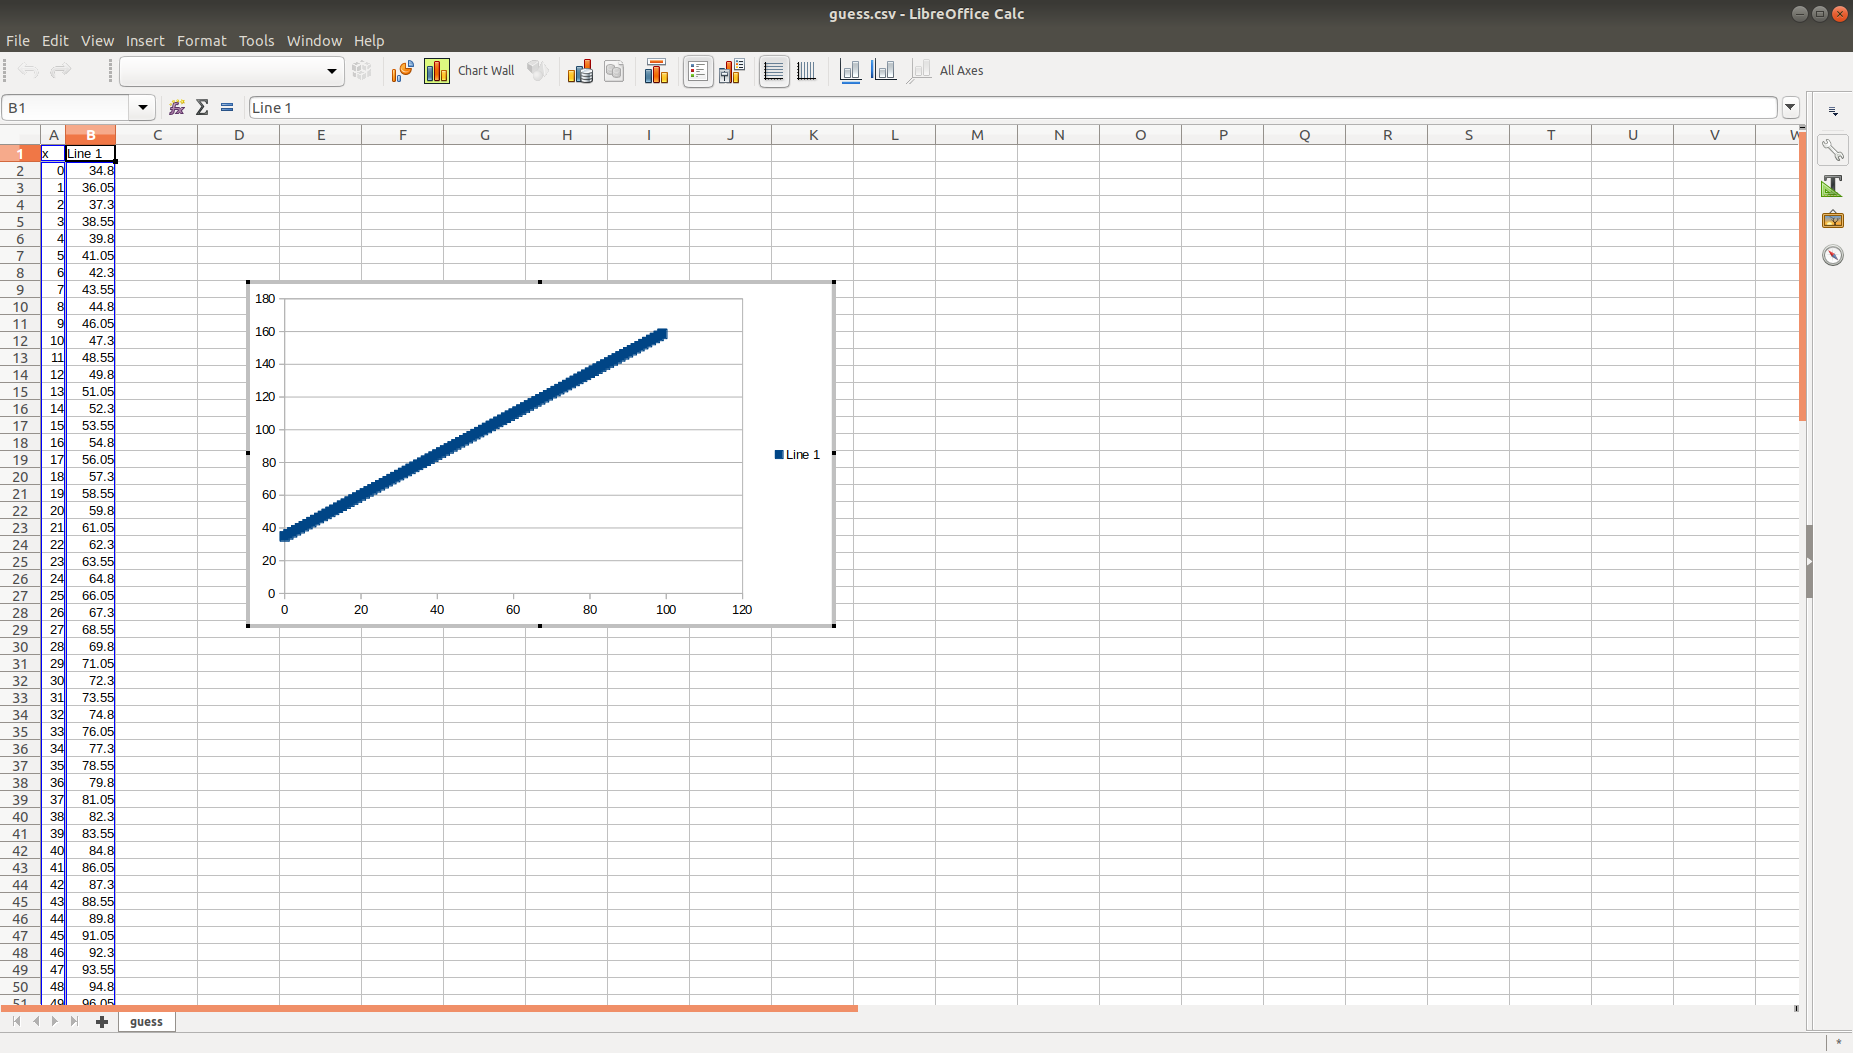 guess.csv - LibreOffice Calc
File Edit View Insert Format Tools Window Help
Chart Wall All Axes
B1 Line 1
A B C D E F G H I J K L M N O P Q R S T U V W
1 x Line 1
2 0 34.8
3 1 36.05
4 2 37.3
5 3 38.55
6 4 39.8
7 5 41.05
8 6 42.3
9 7 43.55
10 8 44.8
11 9 46.05
12 10 47.3
13 11 48.55
14 12 49.8
15 13 51.05
16 14 52.3
17 15 53.55
18 16 54.8
19 17 56.05
20 18 57.3
21 19 58.55
22 20 59.8
23 21 61.05
24 22 62.3
25 23 63.55
26 24 64.8
27 25 66.05
28 26 67.3
29 27 68.55
30 28 69.8
31 29 71.05
32 30 72.3
33 31 73.55
34 32 74.8
35 33 76.05
36 34 77.3
37 35 78.55
38 36 79.8
39 37 81.05
40 38 82.3
41 39 83.55
42 40 84.8
43 41 86.05
44 42 87.3
45 43 88.55
46 44 89.8
47 45 91.05
48 46 92.3
49 47 93.55
50 48 94.8
51 49 96.05
180
160
140
120
100
80
60
40
20
0
0 20 40 60 80 100 120
Line 1
guess